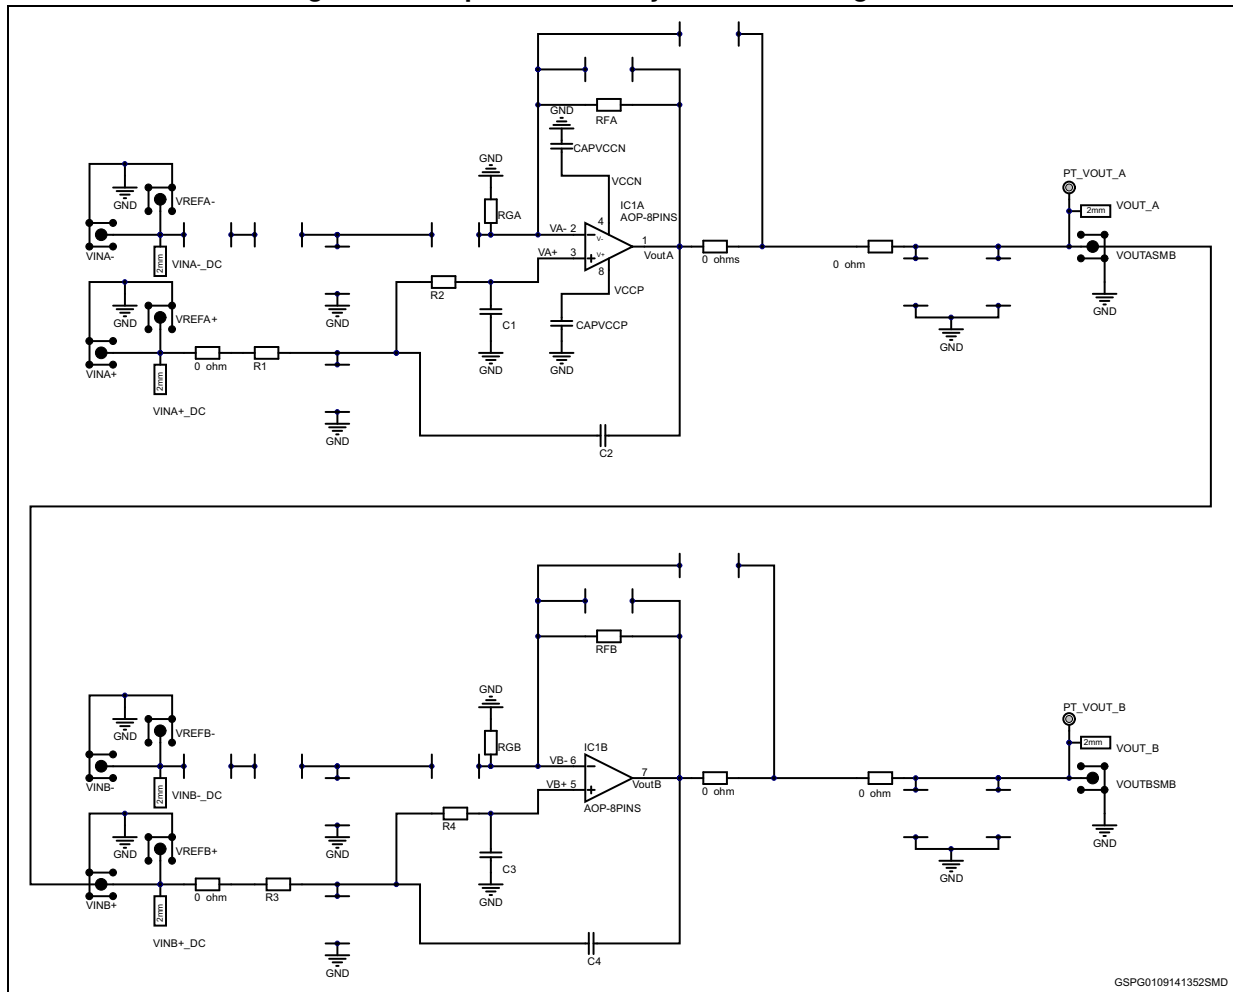 GND
RFA
CAPVCCN
VCCN
GND
IC1A
AOP-8PINS
PT_VOUT_A
2mm
VOUT_A
VREFA-
GND
RGA
VA- 2
4
V-
1
VoutA
0 ohms
0 ohm
VOUTASMB
VINA-
2mm
VINA-_DC
VA+
3
V+
8
R2
VCCP
GND
VREFA+
GND
C1
CAPVCCP
GND
GND
GND
GND
VINA+
2mm
0 ohm
R1
VINA+_DC
GND
C2
RFB
GND
PT_VOUT_B
2mm
VOUT_B
VREFB-
GND
RGB
IC1B
VB- 6
7
VoutB
0 ohm
0 ohm
VOUTBSMB
VINB-
2mm
VINB-_DC
VB+ 5
AOP-8PINS
R4
GND
VREFB+
GND
C3
GND
GND
GND
VINB+
2mm
0 ohm
R3
VINB+_DC
GND
C4
GSPG0109141352SMD